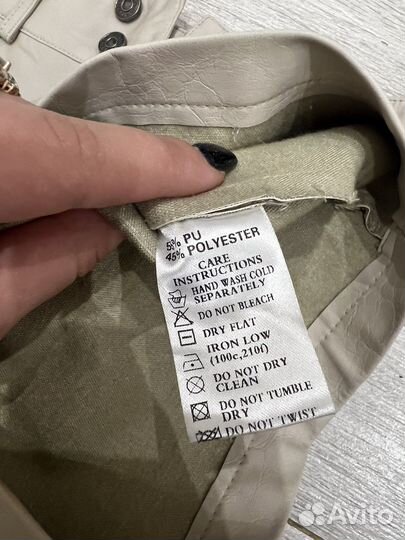 55% PU
45% POLYESTER
CARE
INSTRUCTIONS
HAND WASH COLD
SEPARATELY
DO NOT BLEACH
DRY FLAT
IRON LOW
(100c,210f)
DO NOT DRY
CLEAN
DO NOT TUMBLE
DRY
DO NOT TWIST
Avito